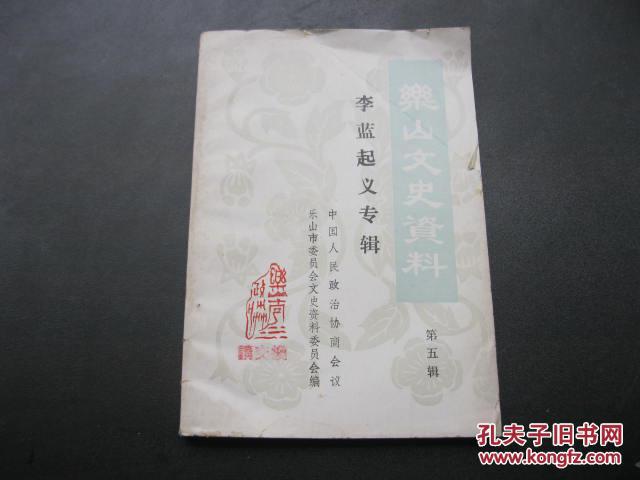 樂山文史資料
第五辑
李蓝起义专辑
中国人民政治协商会议
乐山市委员会文史资料委员会编
孔夫子旧书网
www.kongfz.com